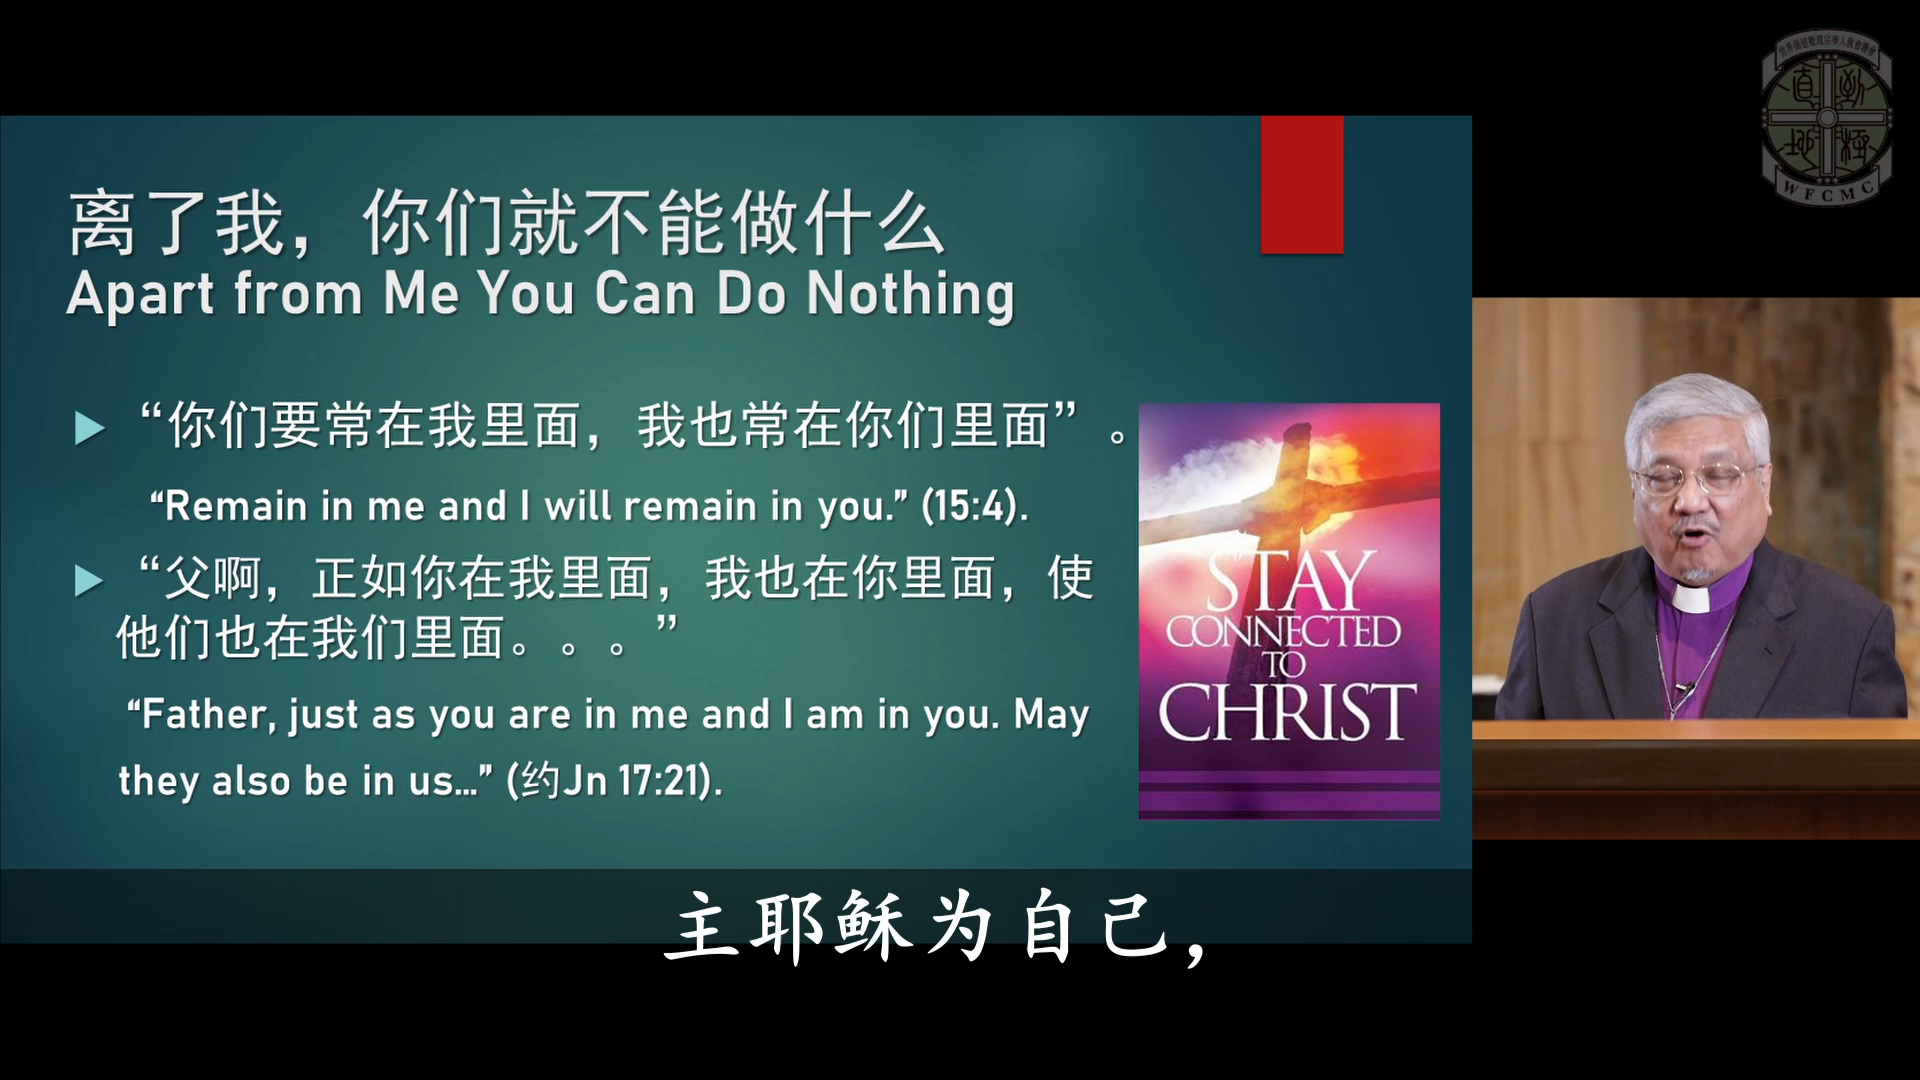 离了我，你们就不能做什么
Apart from Me You Can Do Nothing
“你们要常在我里面，我也常在你们里面”。
“Remain in me and I will remain in you.” (15:4).
“父啊，正如你在我里面，我也在你里面，使
他们也在我们里面。。。”
“Father, just as you are in me and I am in you. May
they also be in us…” (约Jn 17:21).
STAY
CONNECTED
TO
CHRIST
主耶稣为自己，
WFCMC